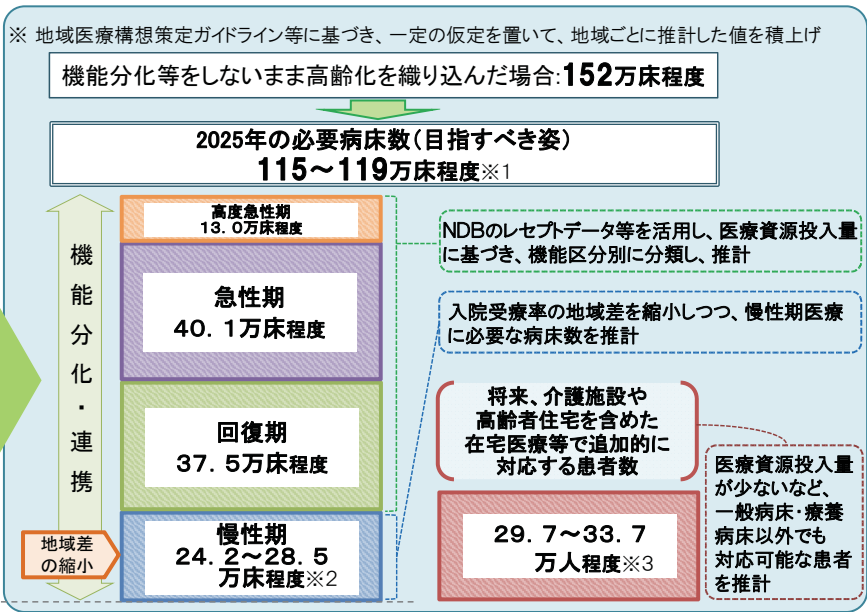 ※ 地域医療構想策定ガイドライン等に基づき、一定の仮定を置いて、地域ごとに推計した値を積上げ
機能分化等をしないまま高齢化を織り込んだ場合:152万床程度
2025年の必要病床数(目指すべき姿)
115～119万床程度※1
機能分化・連携
地域差
の縮小
高度急性期
13．0万床程度
急性期
40．1万床程度
回復期
37．5万床程度
慢性期
24．2～28．5
万床程度※2
NDBのレセプトデータ等を活用し、医療資源投入量
に基づき、機能区分別に分類し、推計
入院受療率の地域差を縮小しつつ、慢性期医療
に必要な病床数を推計
将来、介護施設や
高齢者住宅を含めた
在宅医療等で追加的に
対応する患者数
29．7～33．7
万人程度※3
医療資源投入量
が少ないなど、
一般病床・療養
病床以外でも
対応可能な患者
を推計